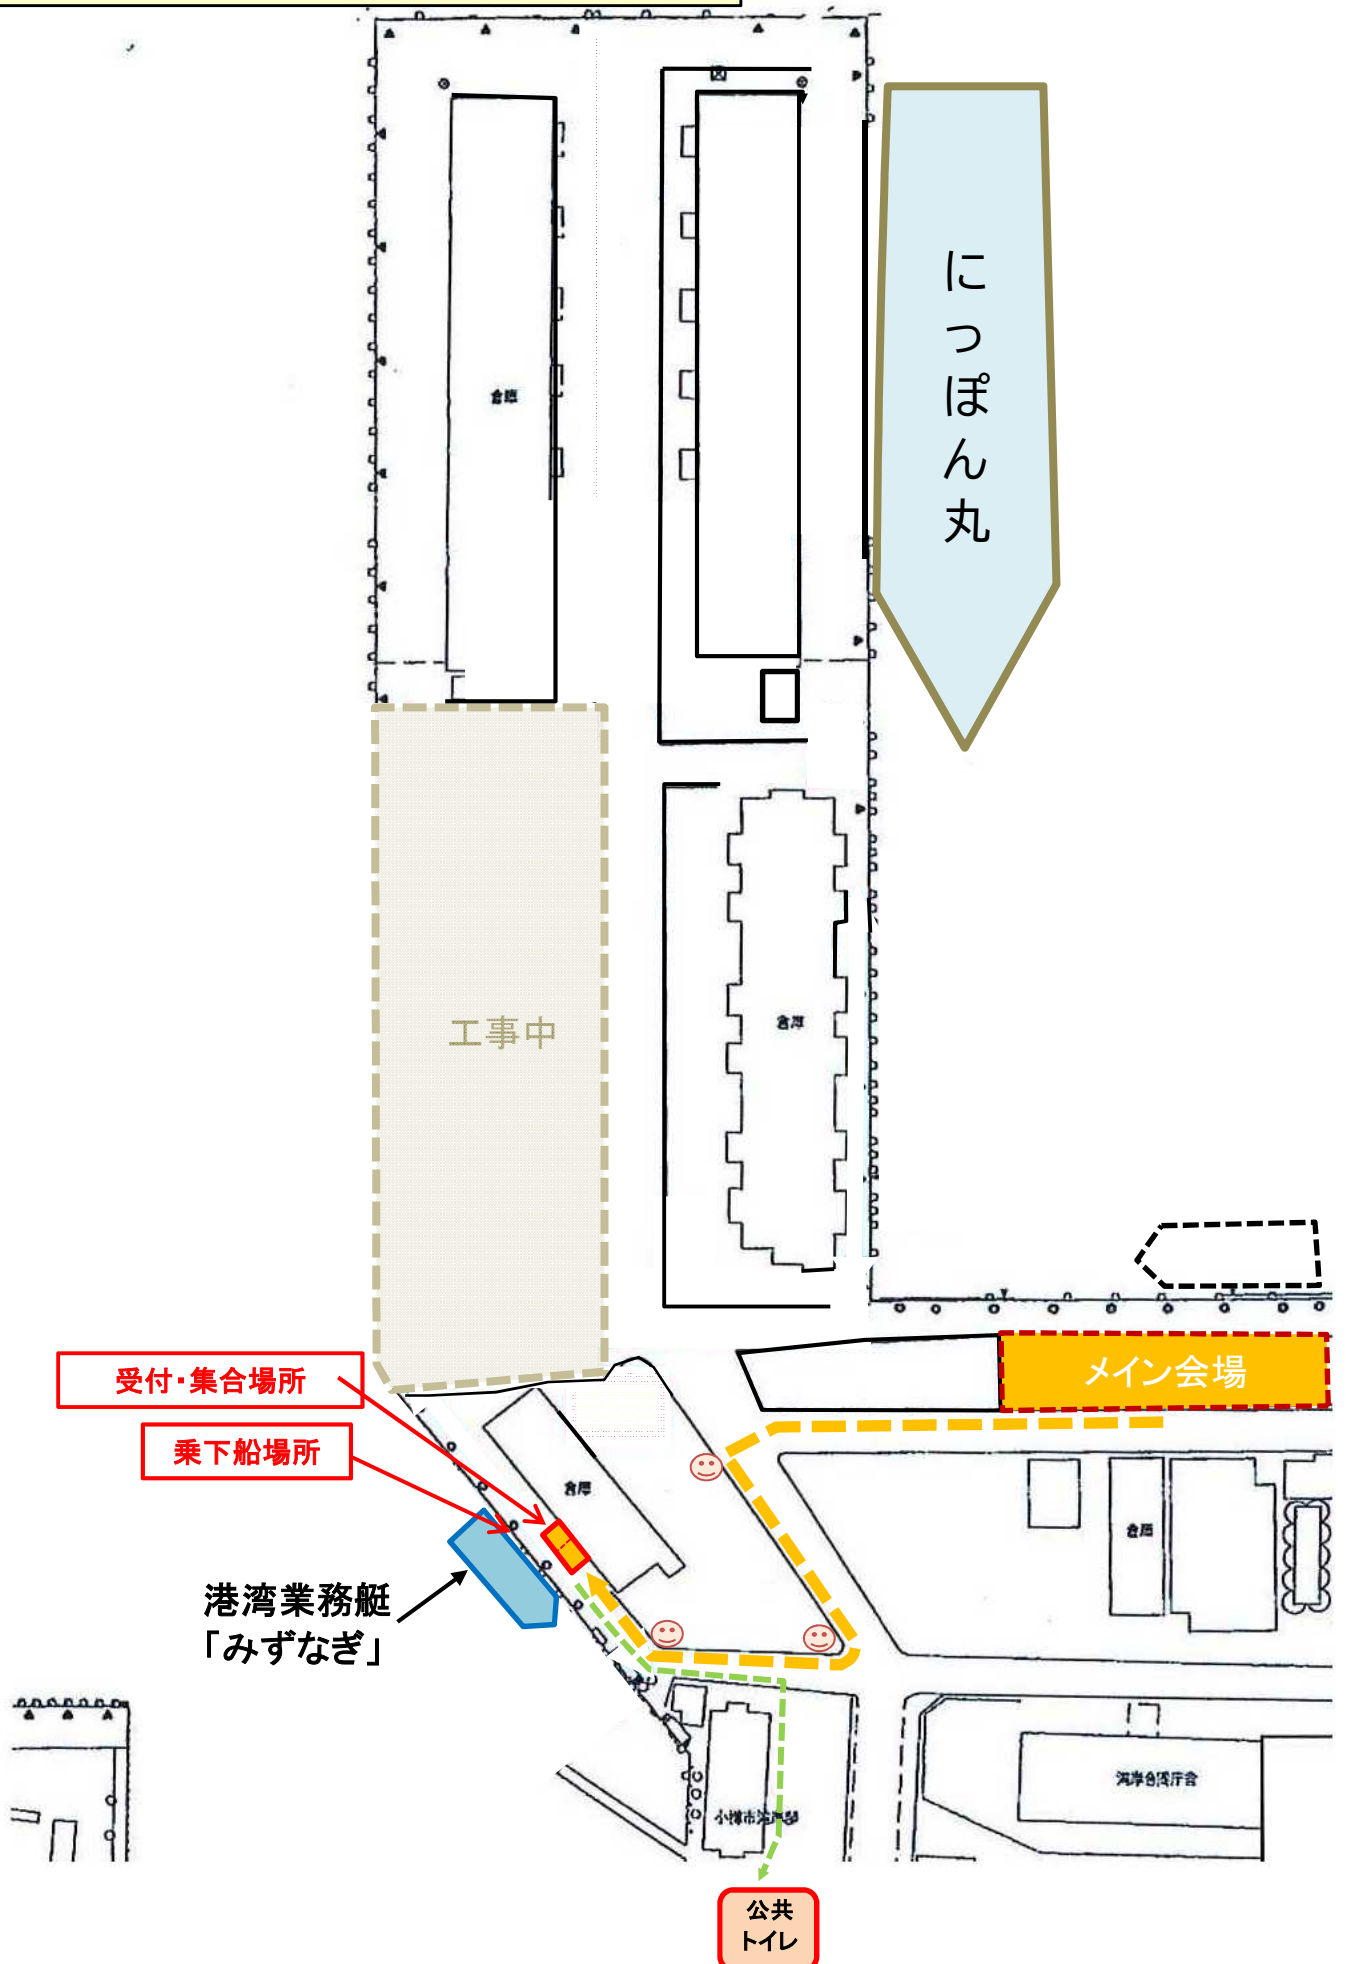 にっぽん丸
倉庫
工事中
倉庫
メイン会場
受付・集合場所
乗下船場所
倉庫
倉庫
港湾業務艇
「みずなぎ」
公共
トイレ